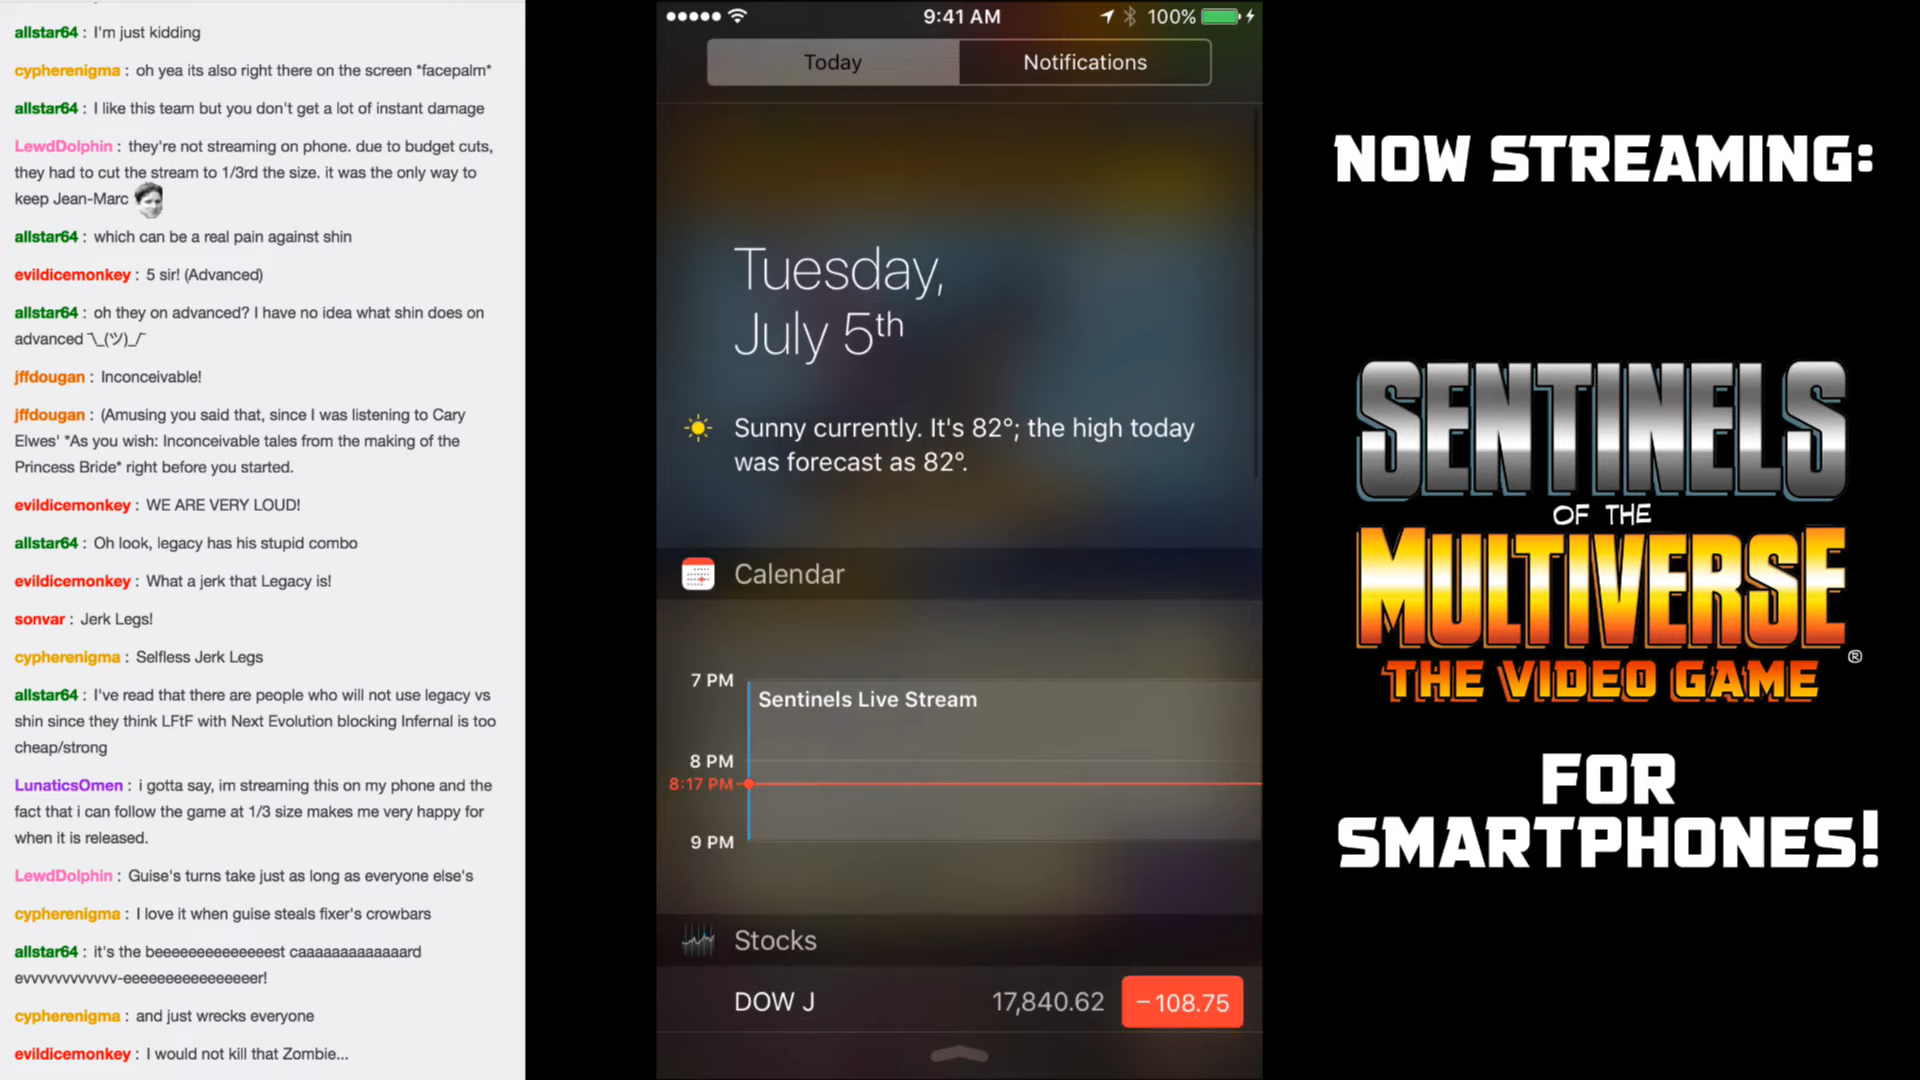 allstar64 : I'm just kidding
cypherenigma : oh yea its also right there on the screen *facepalm*
allstar64 : I like this team but you don't get a lot of instant damage
LewdDolphin : they're not streaming on phone. due to budget cuts,
they had to cut the stream to 1/3rd the size. it was the only way to
keep Jean-Marc
allstar64 : which can be a real pain against shin
evildicemonkey : 5 sir! (Advanced)
allstar64 : oh they on advanced? I have no idea what shin does on
advanced ¯\_(ツ)_/¯
jffdougan : Inconceivable!
jffdougan : (Amusing you said that, since I was listening to Cary
Elwes' *As you wish: Inconceivable tales from the making of the
Princess Bride* right before you started.
evildicemonkey : WE ARE VERY LOUD!
allstar64 : Oh look, legacy has his stupid combo
evildicemonkey : What a jerk that Legacy is!
sonvar : Jerk Legs!
cypherenigma : Selfless Jerk Legs
allstar64 : I've read that there are people who will not use legacy vs
shin since they think LFtF with Next Evolution blocking Infernal is too
cheap/strong
LunaticsOmen : i gotta say, im streaming this on my phone and the
fact that i can follow the game at 1/3 size makes me very happy for
when it is released.
LewdDolphin : Guise's turns take just as long as everyone else's
cypherenigma : I love it when guise steals fixer's crowbars
allstar64 : it's the beeeeeeeeeeeeeest caaaaaaaaaaaaard
evvvvvvvvvvv-eeeeeeeeeeeeeeeer!
cypherenigma : and just wrecks everyone
evildicemonkey : I would not kill that Zombie...
9:41 AM
100%
Today
Notifications
Tuesday,
July 5th
Sunny currently. It's 82°; the high today
was forecast as 82°.
Calendar
7 PM
Sentinels Live Stream
8 PM
8:17 PM
9 PM
Stocks
DOW J 17,840.62 −108.75
NOW STREAMING:
SENTINELS
OF THE
MULTIVERSE®
THE VIDEO GAME
FOR
SMARTPHONES!